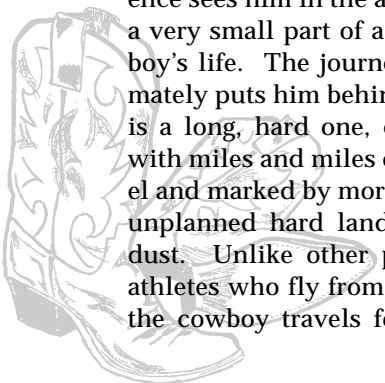 ence sees him in the a
a very small part of a
boy's life. The journe
mately puts him behin
is a long, hard one,
with miles and miles
el and marked by mor
unplanned hard land
dust. Unlike other p
athletes who fly from
the cowboy travels fo